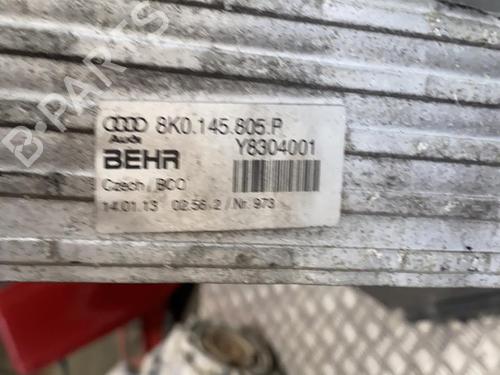 8K0.145.805.P
Audi
BEHR
Y8304001
Czech / BCO
14.01.13 02:56:2 / Nr. 973
B-PARTS